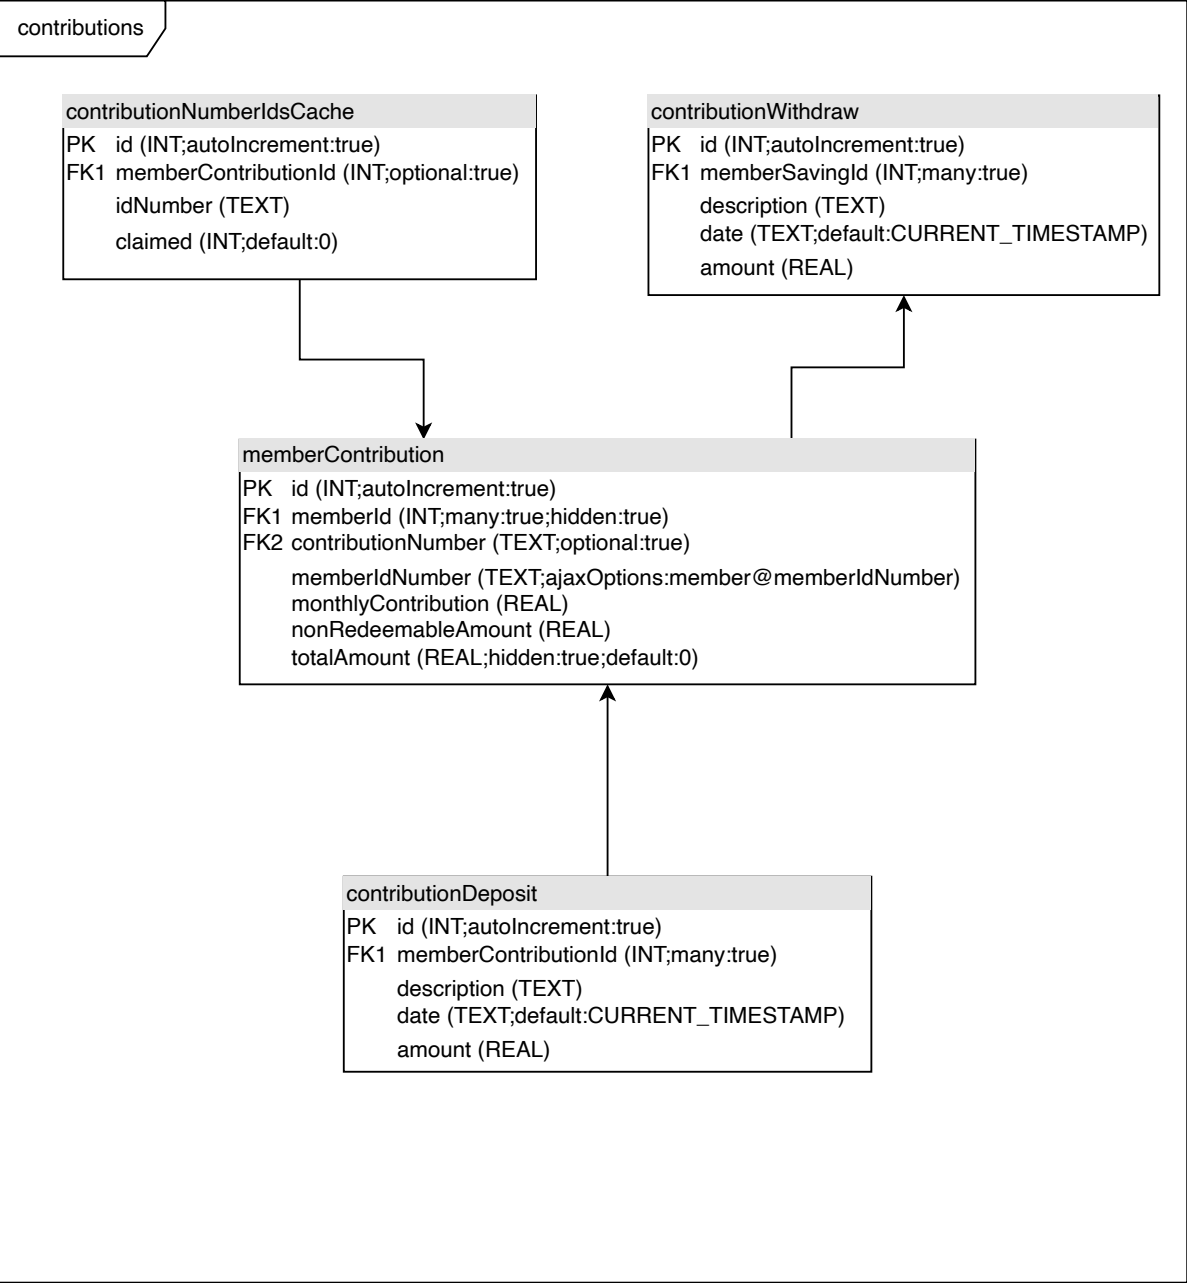 contributions
contributionNumberIdsCache
PK id (INT;autoIncrement:true)
FK1 memberContributionId (INT;optional:true)
idNumber (TEXT)
claimed (INT;default:0)
contributionWithdraw
PK id (INT;autoIncrement:true)
FK1 memberSavingId (INT;many:true)
description (TEXT)
date (TEXT;default:CURRENT_TIMESTAMP)
amount (REAL)
memberContribution
PK id (INT;autoIncrement:true)
FK1 memberId (INT;many:true;hidden:true)
FK2 contributionNumber (TEXT;optional:true)
memberIdNumber (TEXT;ajaxOptions:member@memberIdNumber)
monthlyContribution (REAL)
nonRedeemableAmount (REAL)
totalAmount (REAL;hidden:true;default:0)
contributionDeposit
PK id (INT;autoIncrement:true)
FK1 memberContributionId (INT;many:true)
description (TEXT)
date (TEXT;default:CURRENT_TIMESTAMP)
amount (REAL)